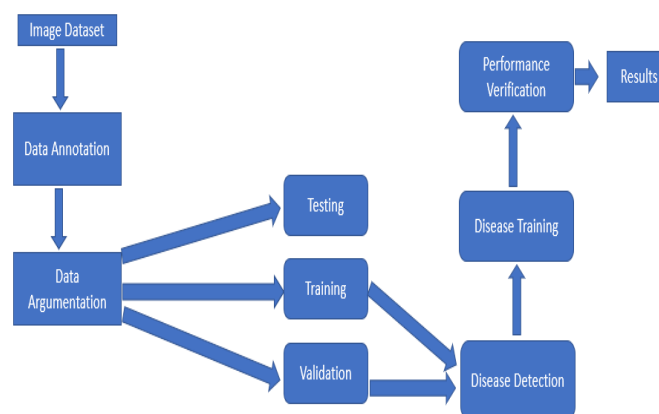 Image Dataset
Data Annotation
Data
Argumentation
Testing
Training
Validation
Disease Detection
Disease Training
Performance
Verification
Results